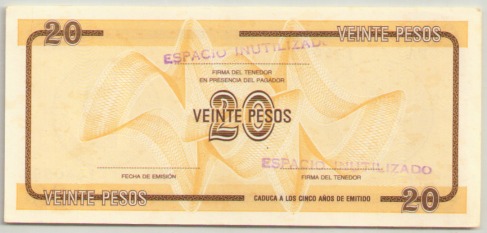 20 VEINTE PESOS
ESPACIO INUTILIZADO
FIRMA DEL TENEDOR
EN PRESENCIA DEL PAGADOR
20
VEINTE PESOS
ESPACIO INUTILIZADO
FECHA DE EMISIÓN FIRMA DEL TENEDOR
VEINTE PESOS CADUCA A LOS CINCO AÑOS DE EMITIDO 20